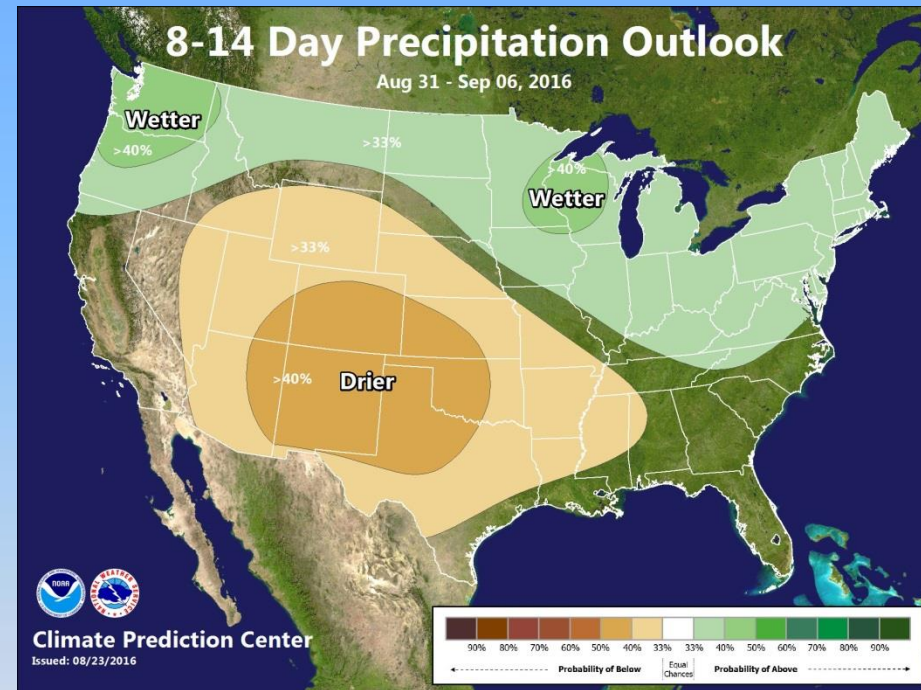 8-14 Day Precipitation Outlook
Aug 31 - Sep 06, 2016
Wetter
>40%
>33%
>40%
Wetter
>33%
>40%
Drier
NOAA
Climate Prediction Center
Issued: 08/23/2016
90% 80% 70% 60% 50% 40% 33% 33% 40% 50% 60% 70% 80% 90%
Probability of Below
Equal
Chances
Probability of Above